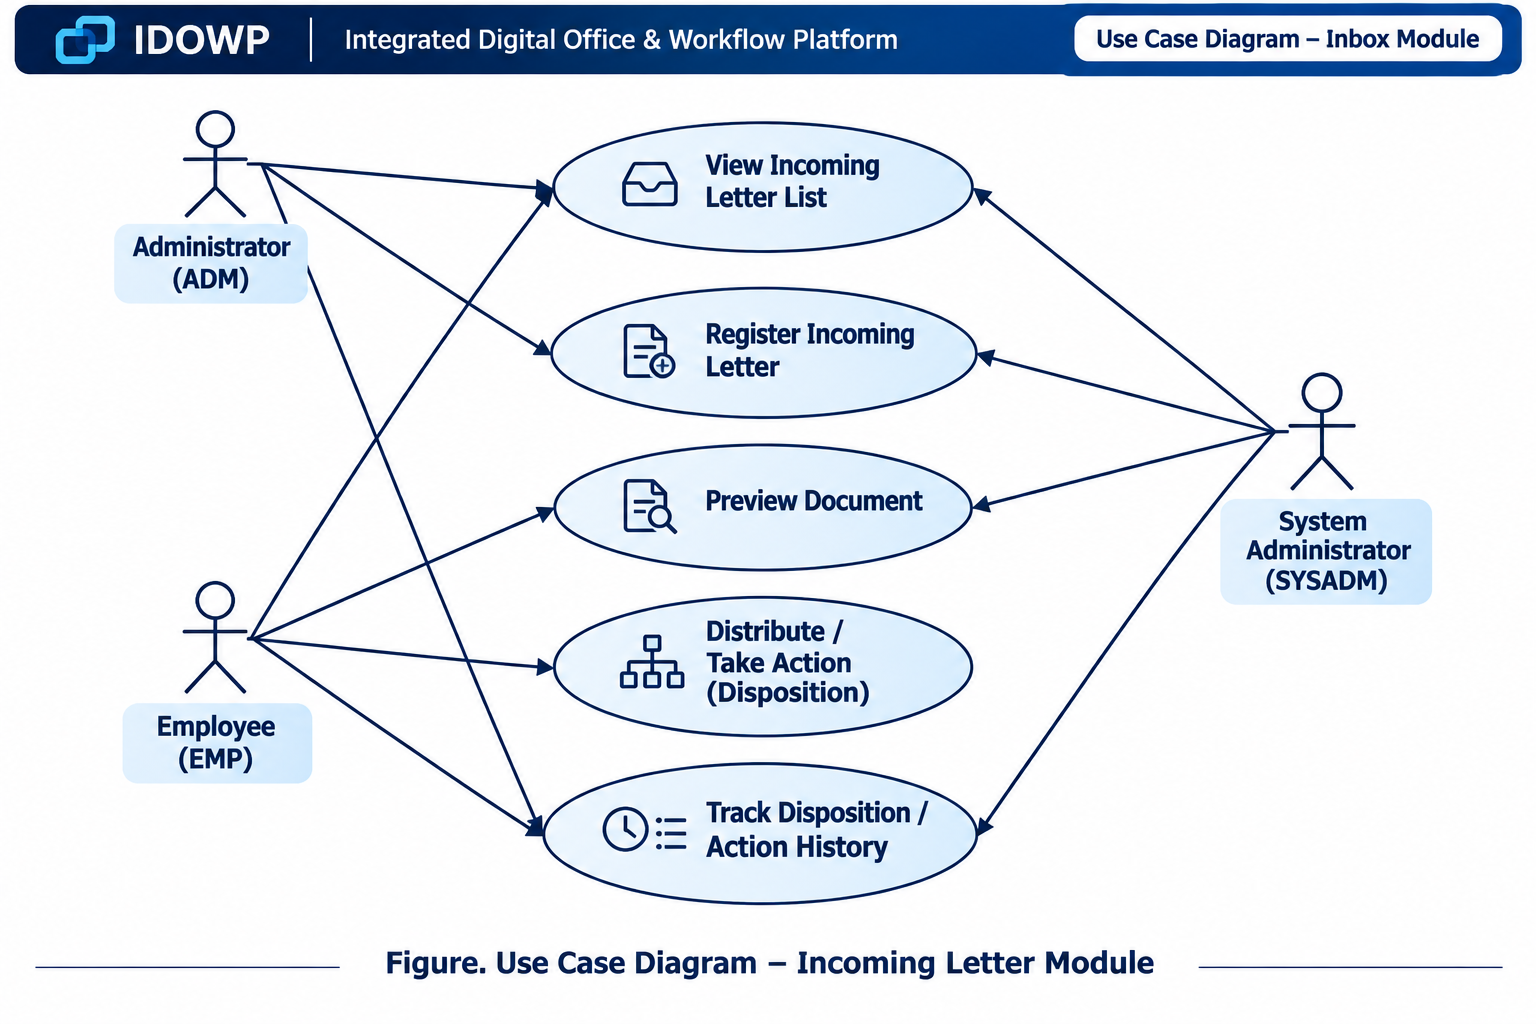 IDOWP
Integrated Digital Office & Workflow Platform
Use Case Diagram – Inbox Module
Administrator
(ADM)
View Incoming
Letter List
Register Incoming
Letter
Preview Document
System
Administrator
(SYSADM)
Employee
(EMP)
Distribute /
Take Action
(Disposition)
Track Disposition /
Action History
Figure. Use Case Diagram – Incoming Letter Module